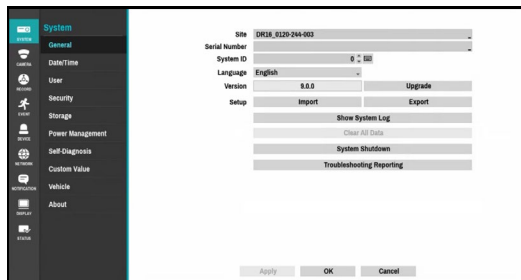 SYSTEM
CAMERA
RECORD
EVENT
DEVICE
NETWORK
NOTIFICATION
DISPLAY
STATUS
System
General
Date/Time
User
Security
Storage
Power Management
Self-Diagnosis
Custom Value
Vehicle
About
Site DR16_0120-244-003
Serial Number
System ID 0
Language English
Version 9.0.0 Upgrade
Setup Import Export
Show System Log
Clear All Data
System Shutdown
Troubleshooting Reporting
Apply OK Cancel